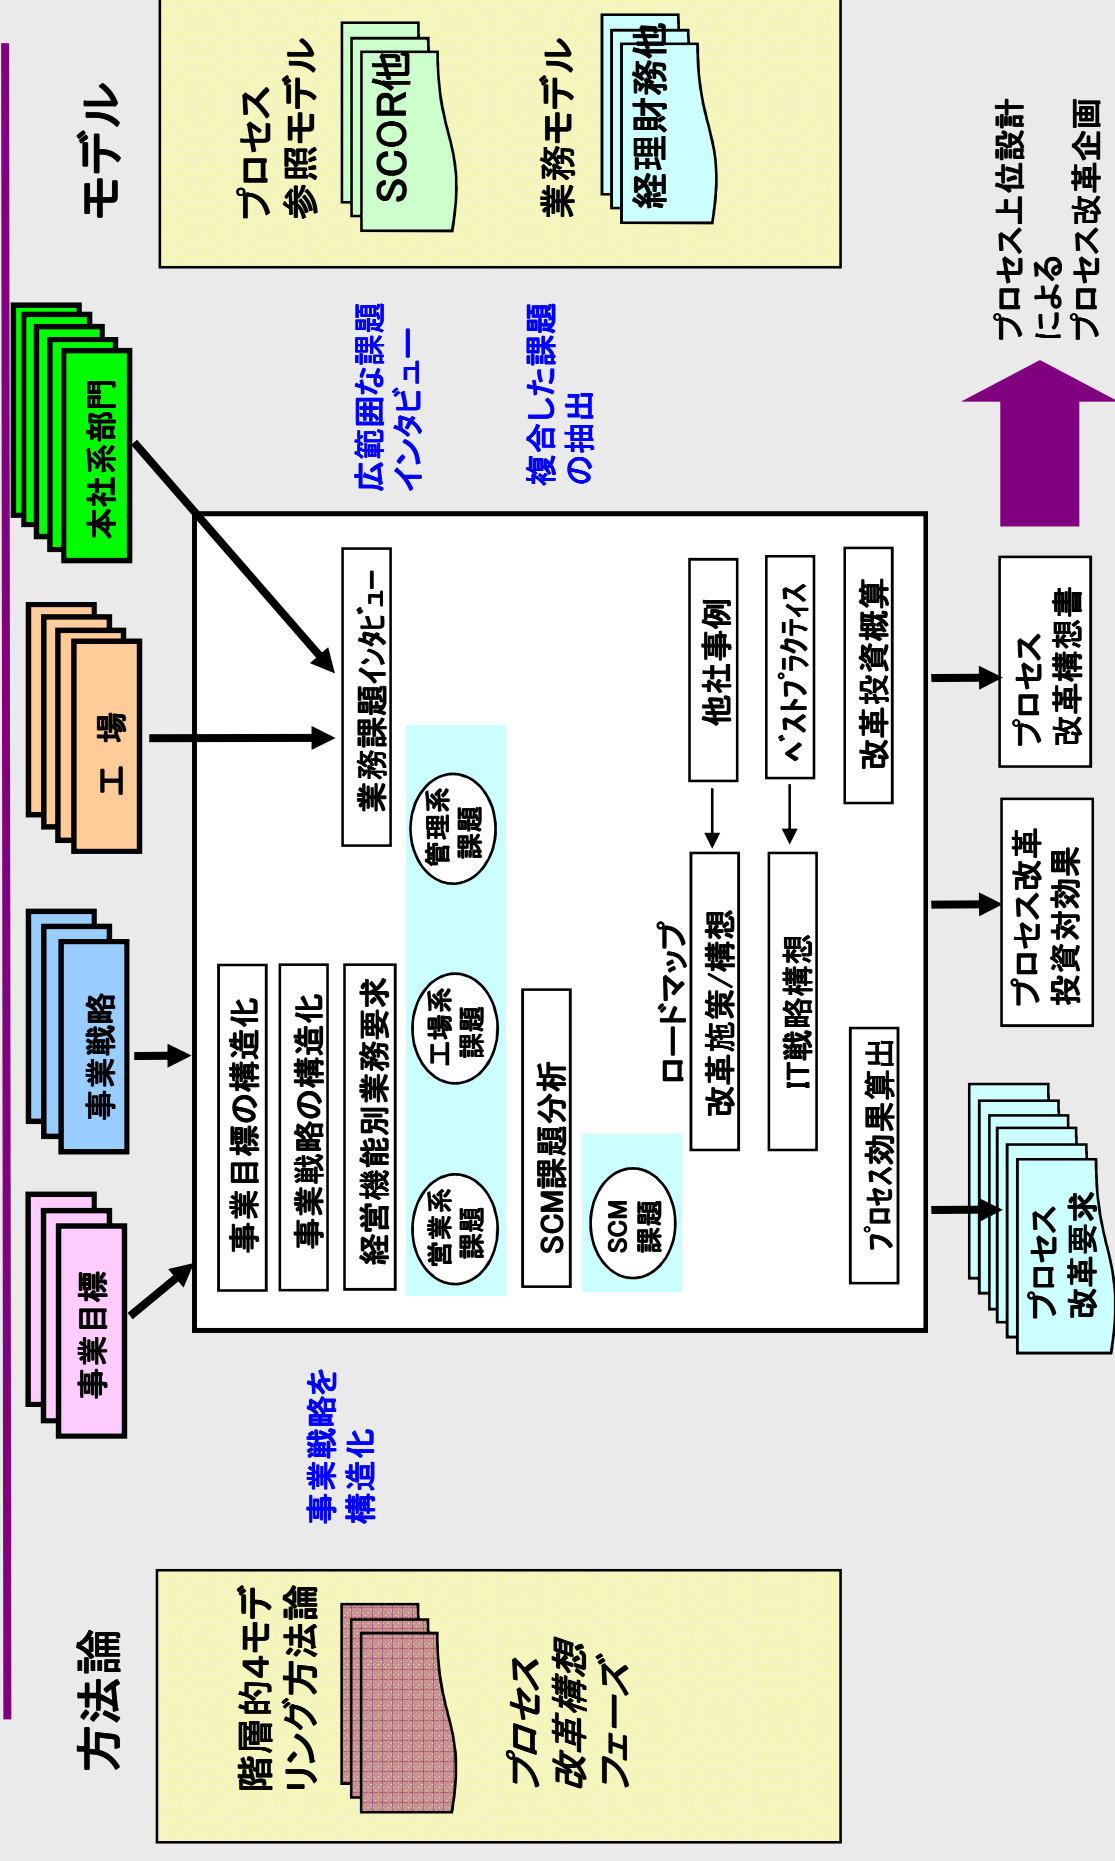 方法論
モデル
階層的4モデ
リング方法論
プロセス
改革構想
フェーズ
事業目標
事業戦略
工 場
本社系部門
事業戦略を
構造化
事業目標の構造化
事業戦略の構造化
経営機能別業務要求
業務課題インタビュー
営業系
課題
工場系
課題
管理系
課題
SCM課題分析
SCM
課題
ロードマップ
改革施策/構想
他社事例
IT戦略構想
ベストプラクティス
プロセス効果算出
改革投資概算
広範囲な課題
インタビュー
複合した課題
の抽出
プロセス
参照モデル
SCOR他
業務モデル
経理財務他
プロセス
改革要求
プロセス改革
投資対効果
プロセス
改革構想書
プロセス上位設計
による
プロセス改革企画